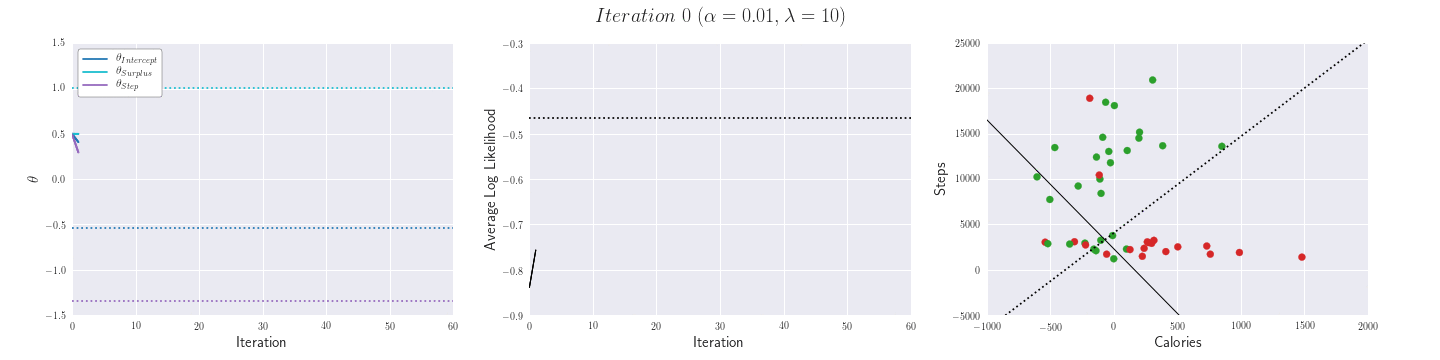 Iteration 0 (α = 0.01, λ = 10)
1.5
1.0
0.5
0.0
−0.5
−1.0
−1.5
θ
θIntercept
θSurplus
θStep
0 10 20 30 40 50 60
Iteration
−0.3
−0.4
−0.5
−0.6
−0.7
−0.8
−0.9
Average Log Likelihood
0 10 20 30 40 50 60
Iteration
25000
20000
15000
10000
5000
0
−5000
Steps
−1000 −500 0 500 1000 1500 2000
Calories